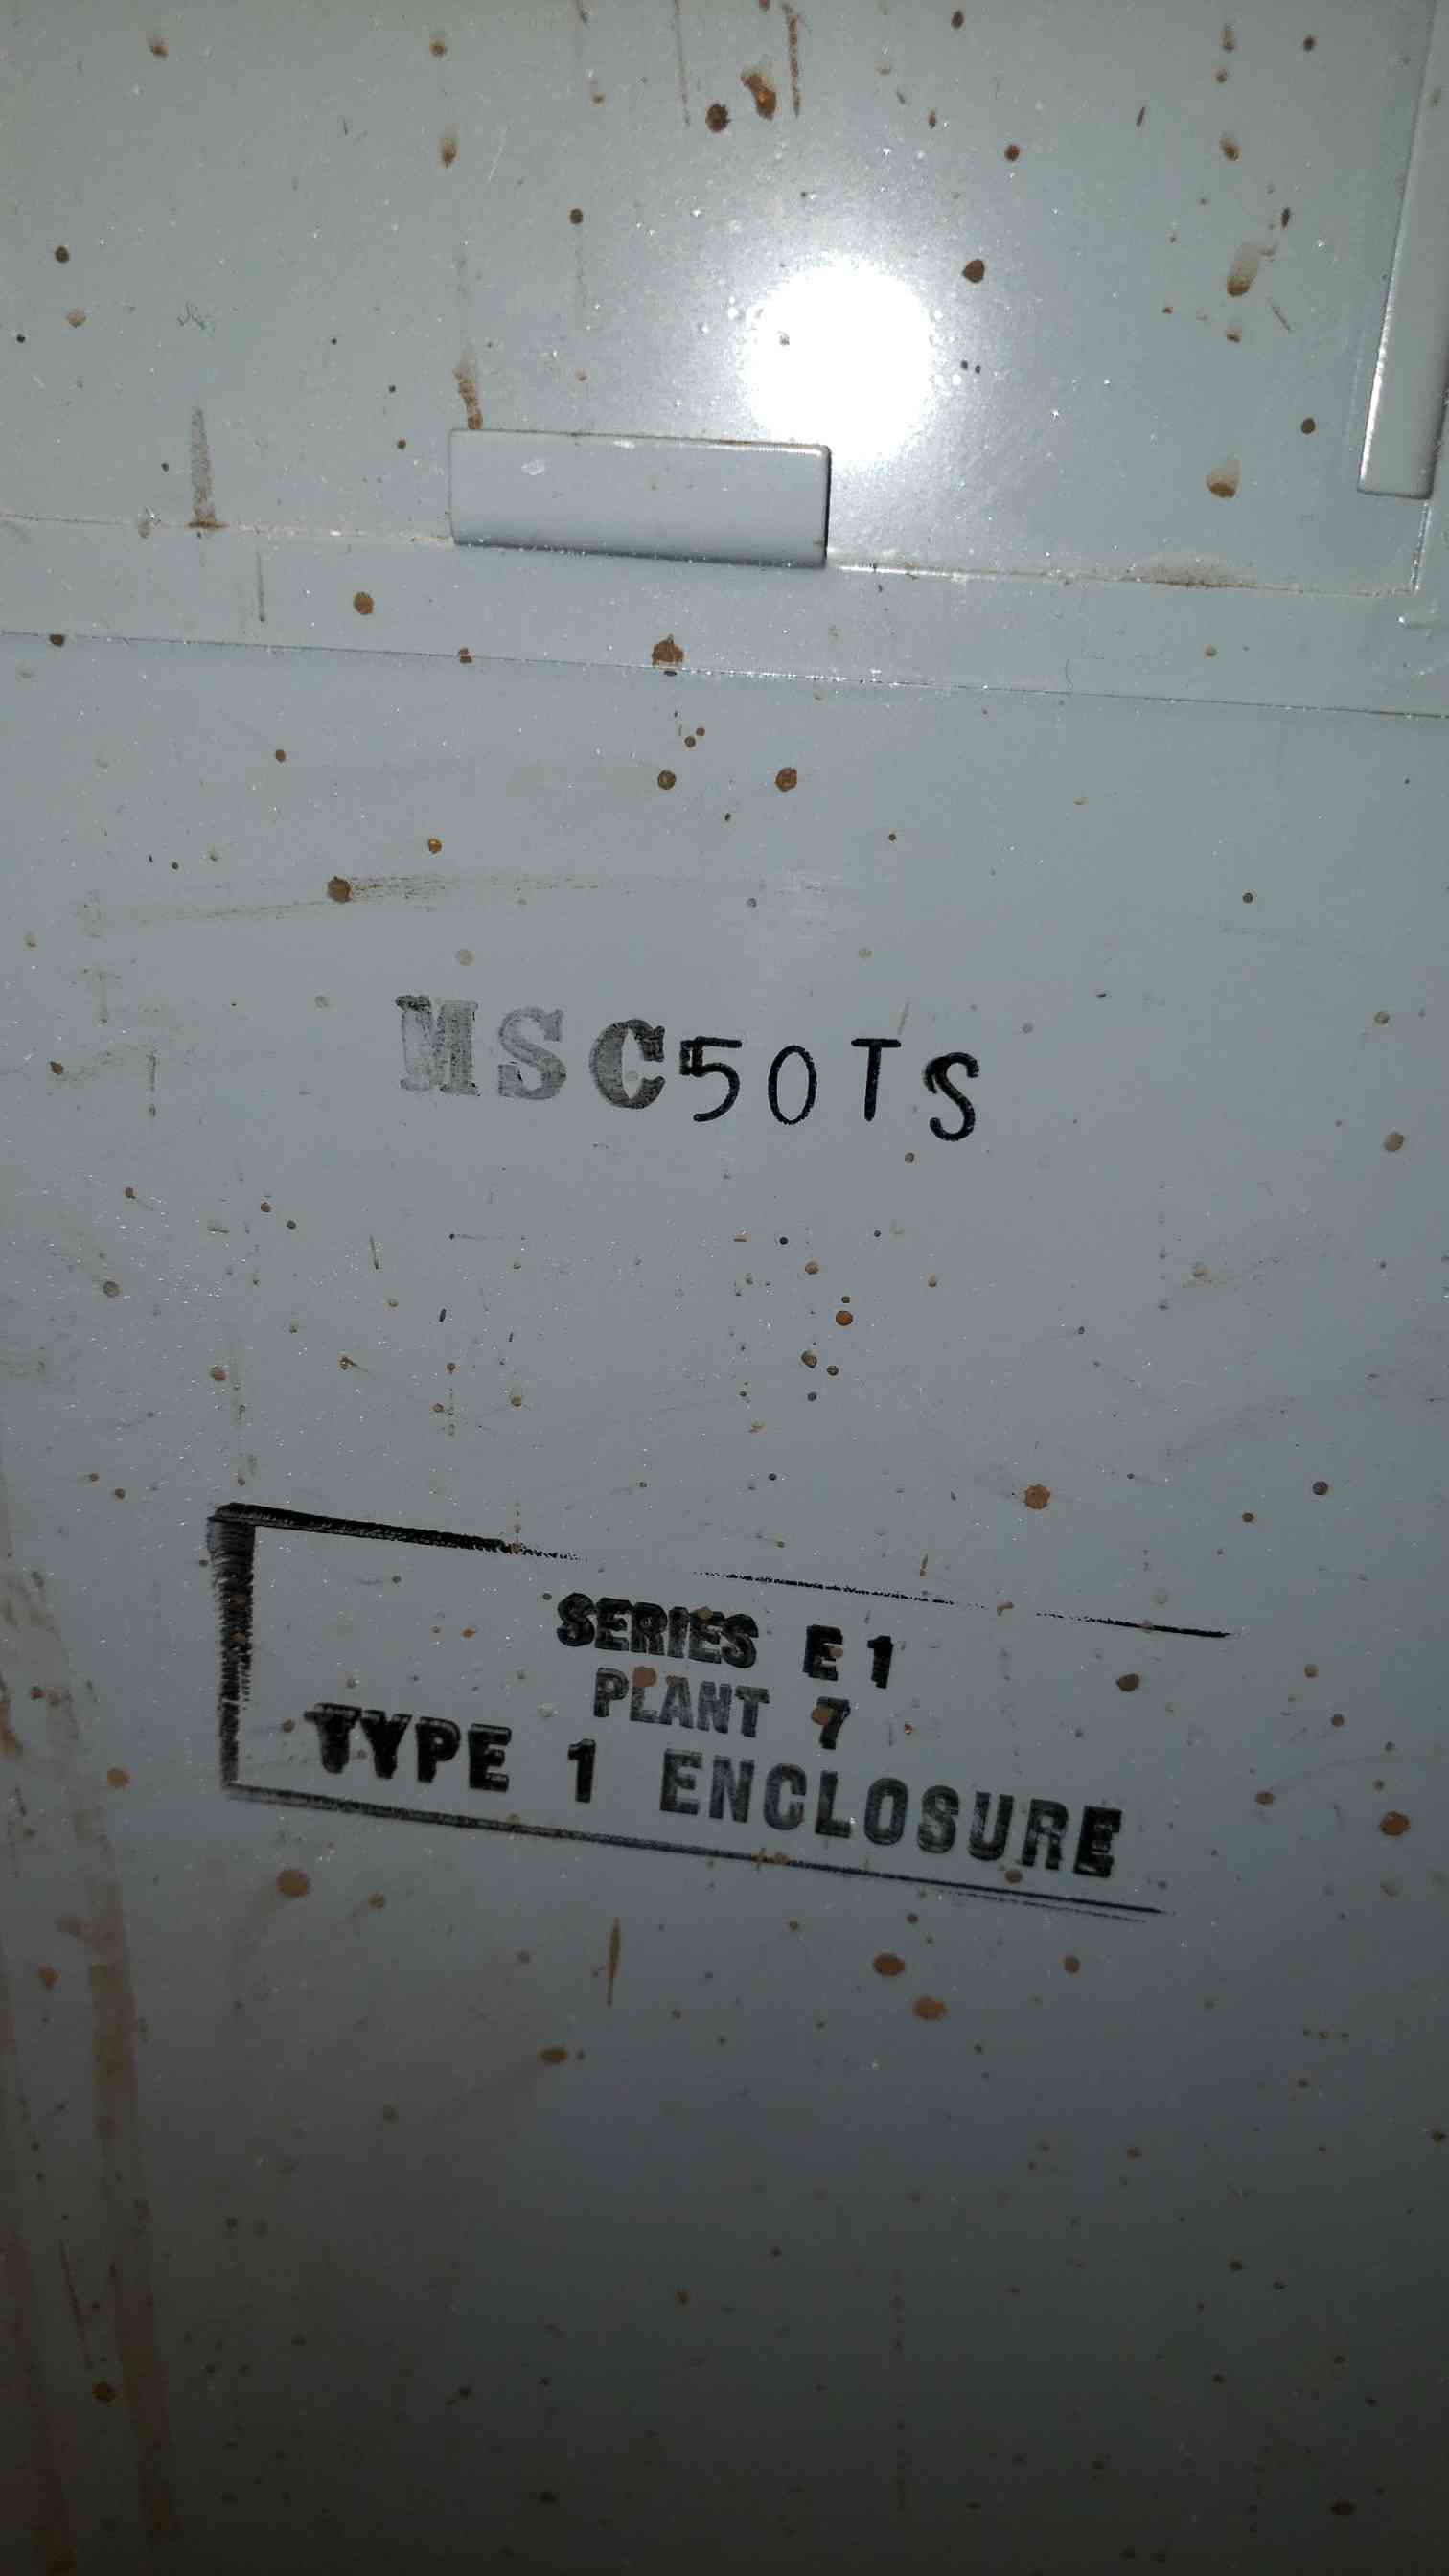 MSC50TS
SERIES E1
PLANT 7
TYPE 1 ENCLOSURE